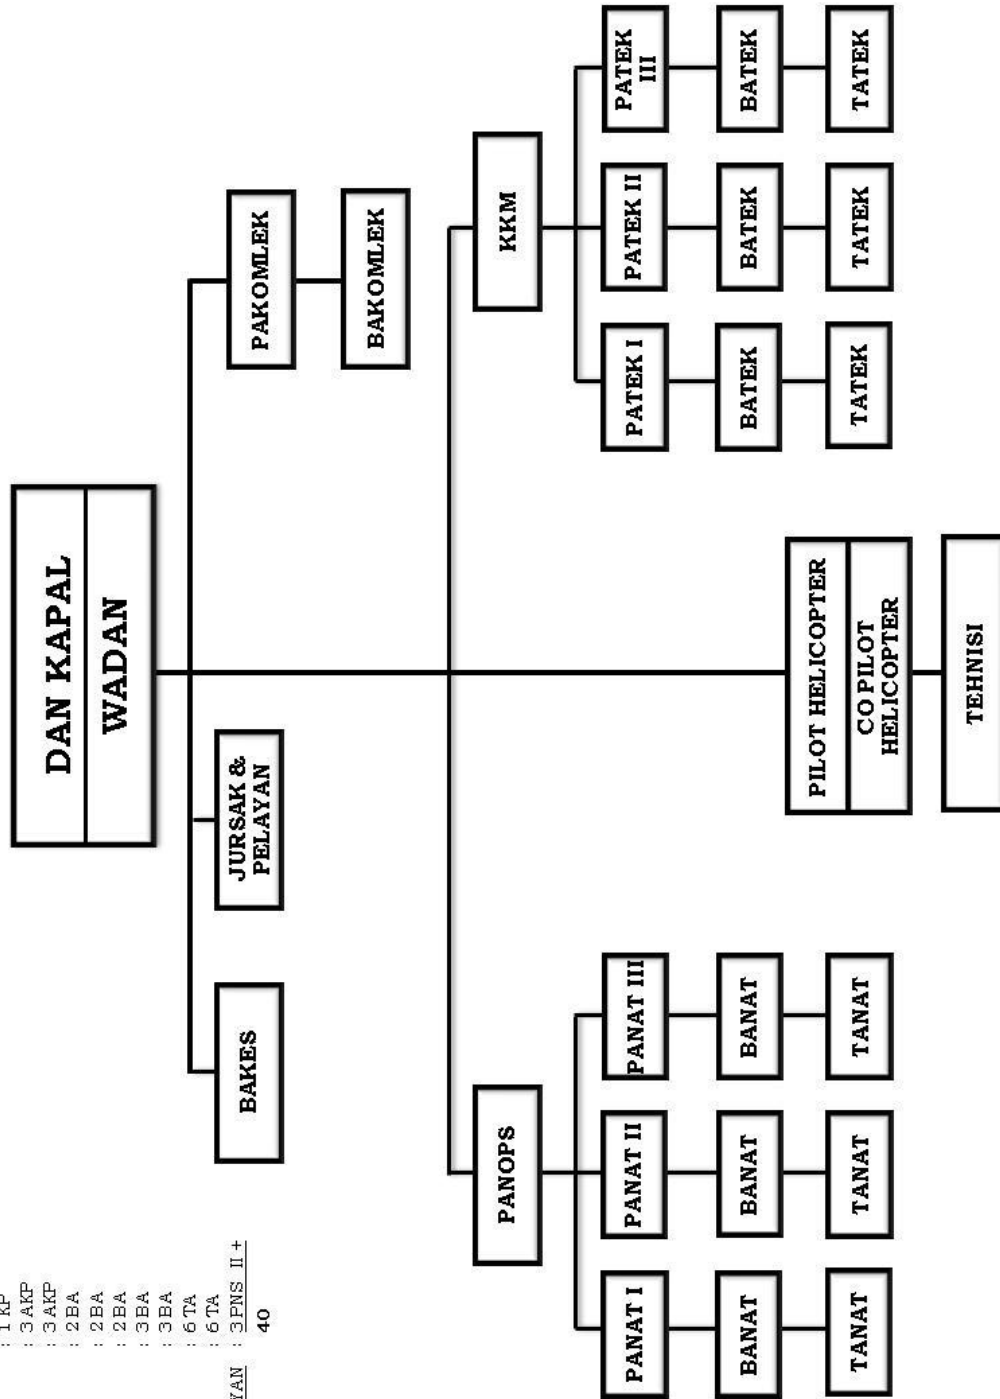 : 1 KP
: 3 AKP
: 3 AKP
: 2 BA
: 2 BA
: 2 BA
: 3 BA
: 3 BA
: 6 TA
: 6 TA
YAN : 3 PNS II +
40
DAN KAPAL
WADAN
BAKES
JURSAK &
PELAYAN
PAKOMLEK
BAKOMLEK
PANOPS
KKM
PANAT I
PANAT II
PANAT III
PATEK I
PATEK II
PATEK
III
BANAT
BANAT
BANAT
BATEK
BATEK
BATEK
PILOT HELICOPTER
CO PILOT
HELICOPTER
TANAT
TANAT
TANAT
TATEK
TATEK
TATEK
TEHNISI